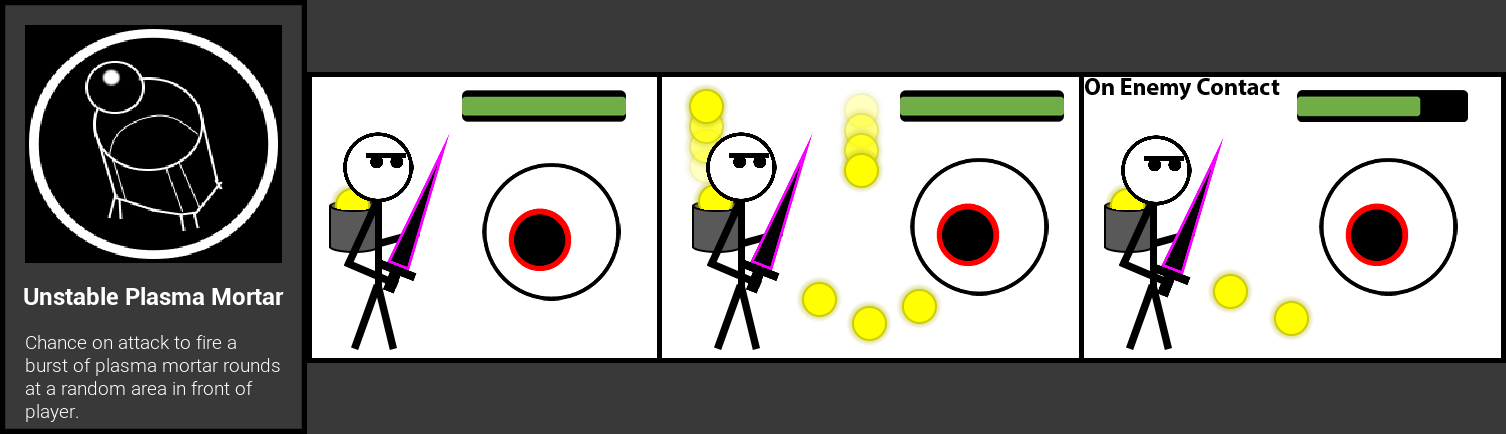 Unstable Plasma Mortar
Chance on attack to fire a
burst of plasma mortar rounds
at a random area in front of
player.
On Enemy Contact